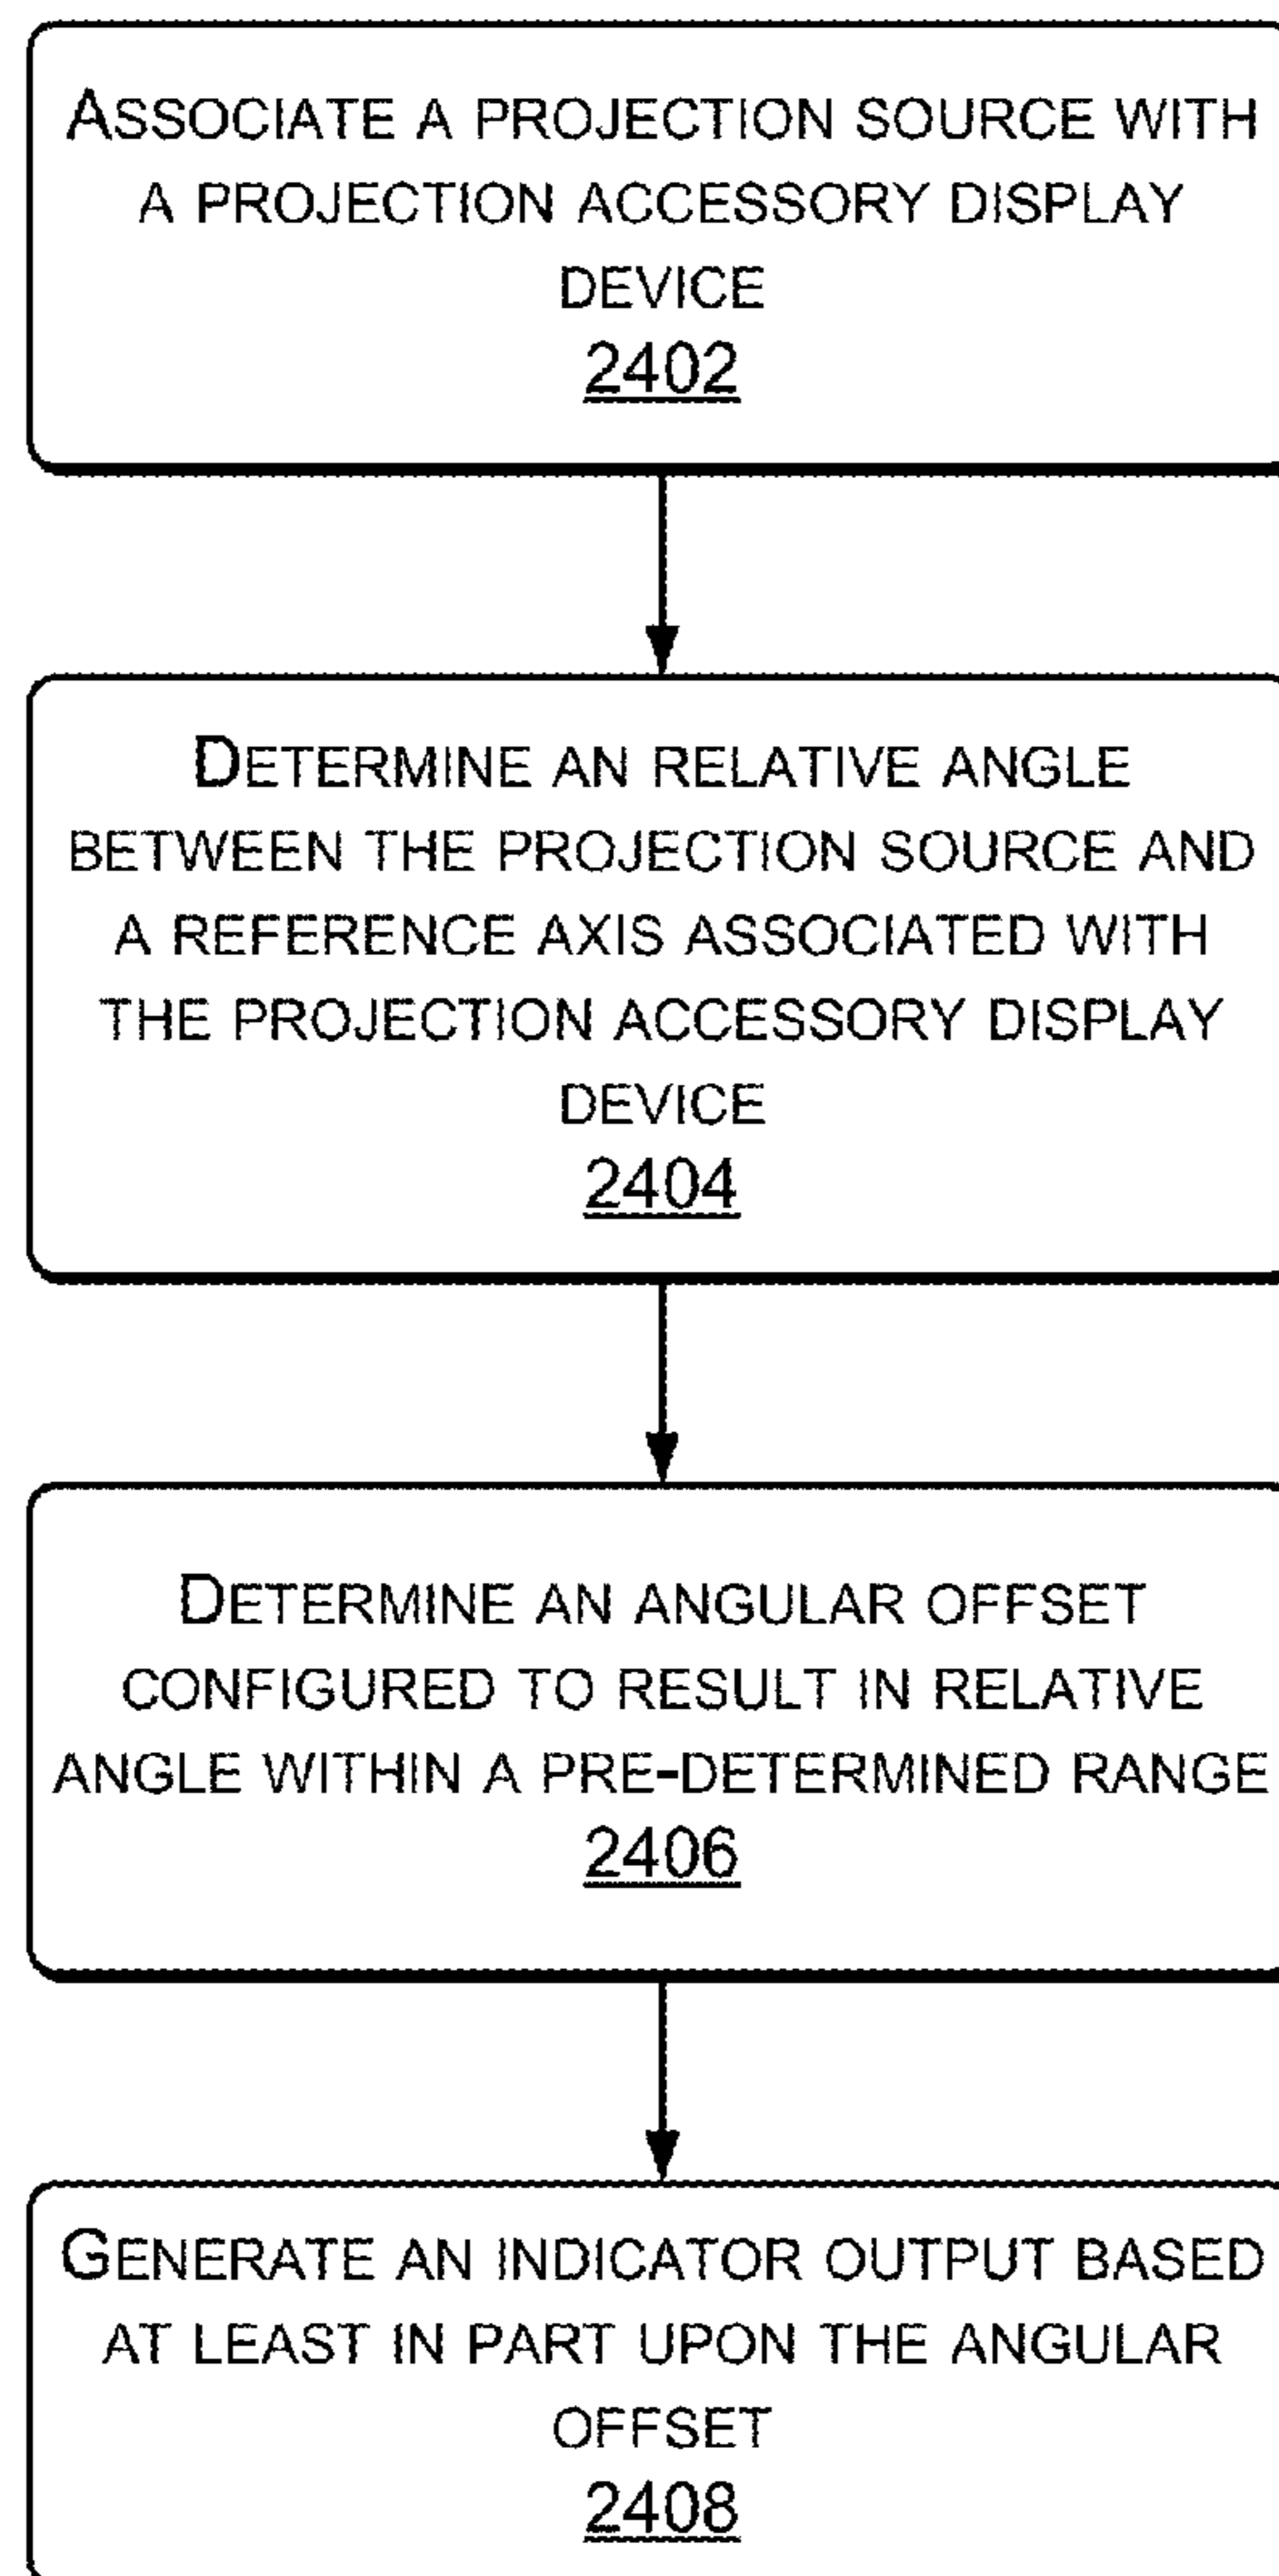 ASSOCIATE A PROJECTION SOURCE WITH
A PROJECTION ACCESSORY DISPLAY
DEVICE
2402
DETERMINE AN RELATIVE ANGLE
BETWEEN THE PROJECTION SOURCE AND
A REFERENCE AXIS ASSOCIATED WITH
THE PROJECTION ACCESSORY DISPLAY
DEVICE
2404
DETERMINE AN ANGULAR OFFSET
CONFIGURED TO RESULT IN RELATIVE
ANGLE WITHIN A PRE-DETERMINED RANGE
2406
GENERATE AN INDICATOR OUTPUT BASED
AT LEAST IN PART UPON THE ANGULAR
OFFSET
2408